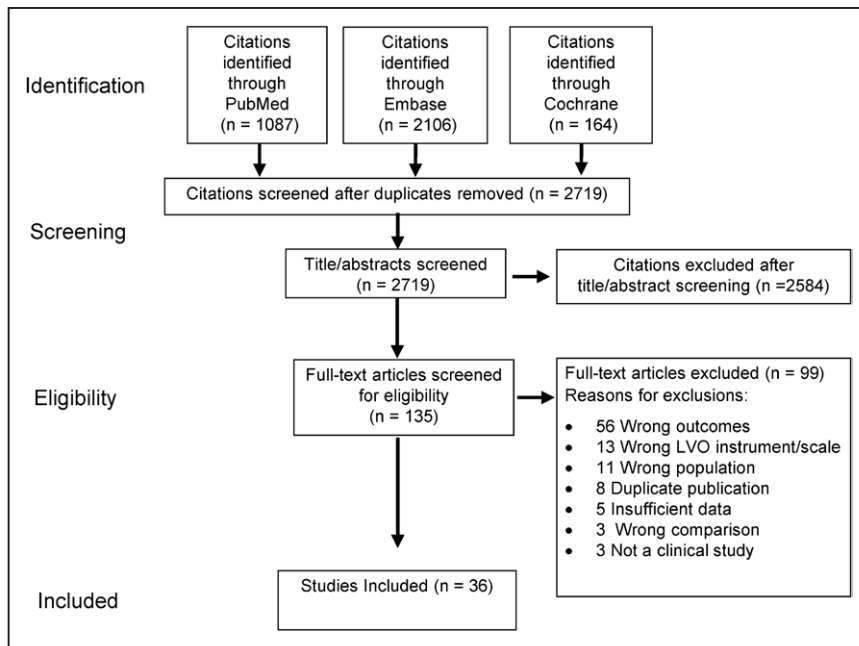 Identification
Citations
identified
through
PubMed
(n = 1087)
Citations
identified
through
Embase
(n = 2106)
Citations
identified
through
Cochrane
(n = 164)
Citations screened after duplicates removed (n = 2719)
Screening
Title/abstracts screened
(n = 2719)
Citations excluded after
title/abstract screening (n =2584)
Eligibility
Full-text articles screened
for eligibility
(n = 135)
Full-text articles excluded (n = 99)
Reasons for exclusions:
• 56 Wrong outcomes
• 13 Wrong LVO instrument/scale
• 11 Wrong population
• 8 Duplicate publication
• 5 Insufficient data
• 3 Wrong comparison
• 3 Not a clinical study
Included
Studies Included (n = 36)